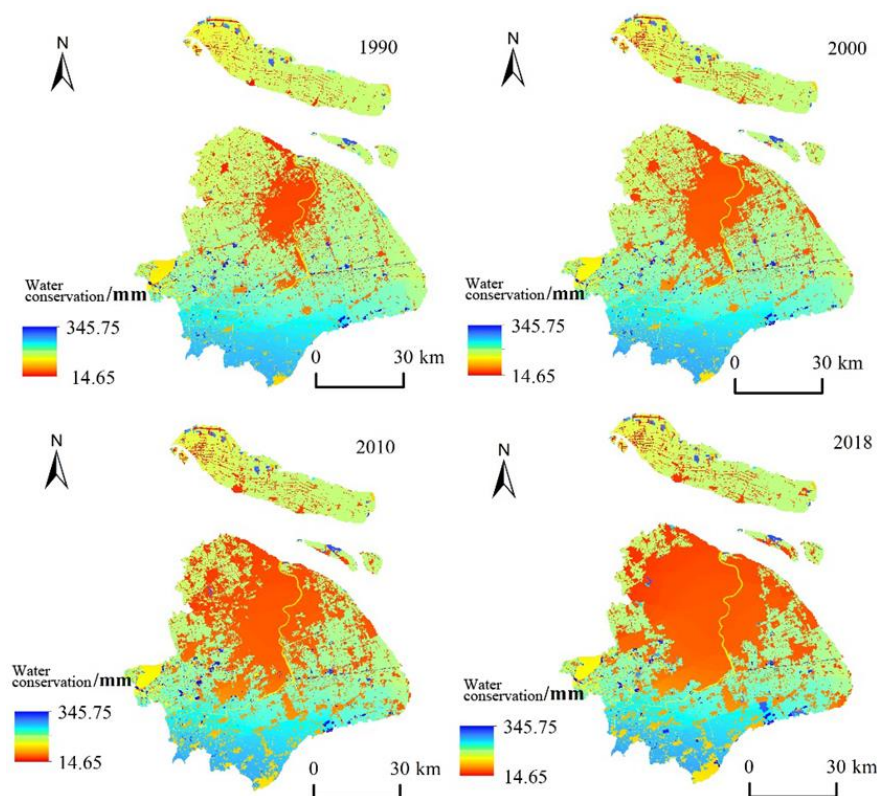 N
1990
Water
conservation/mm
345.75
14.65
0 30 km
N
2000
Water
conservation/mm
345.75
14.65
0 30 km
N
2010
Water
conservation/mm
345.75
14.65
0 30 km
N
2018
Water
conservation/mm
345.75
14.65
0 30 km